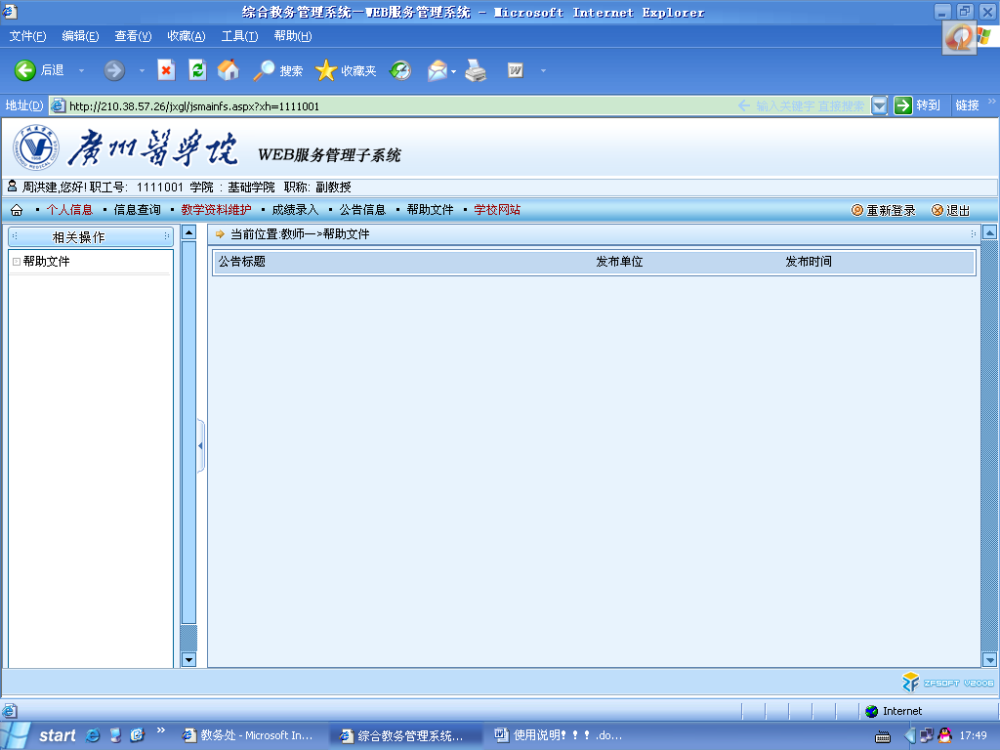 综合教务管理系统—WEB服务管理系统 - Microsoft Internet Explorer
文件(F) 编辑(E) 查看(V) 收藏(A) 工具(T) 帮助(H)
后退 搜索 收藏夹
地址(D) http://210.38.57.26/jxgl/jsmainfs.aspx?xh=1111001 输入关键字 直接搜索 转到 链接 »
廣州醫學院 WEB服务管理子系统
周洪建,您好! 职工号: 1111001 学院 : 基础学院 职称: 副教授
个人信息 · 信息查询 · 教学资料维护 · 成绩录入 · 公告信息 · 帮助文件 · 学校网站 重新登录 退出
相关操作 当前位置:教师—>帮助文件
帮助文件 公告标题 发布单位 发布时间
ZFSOFT V2006
Internet
start » 教务处 - Microsoft In... 综合教务管理系统... 使用说明！！！.do... 17:49